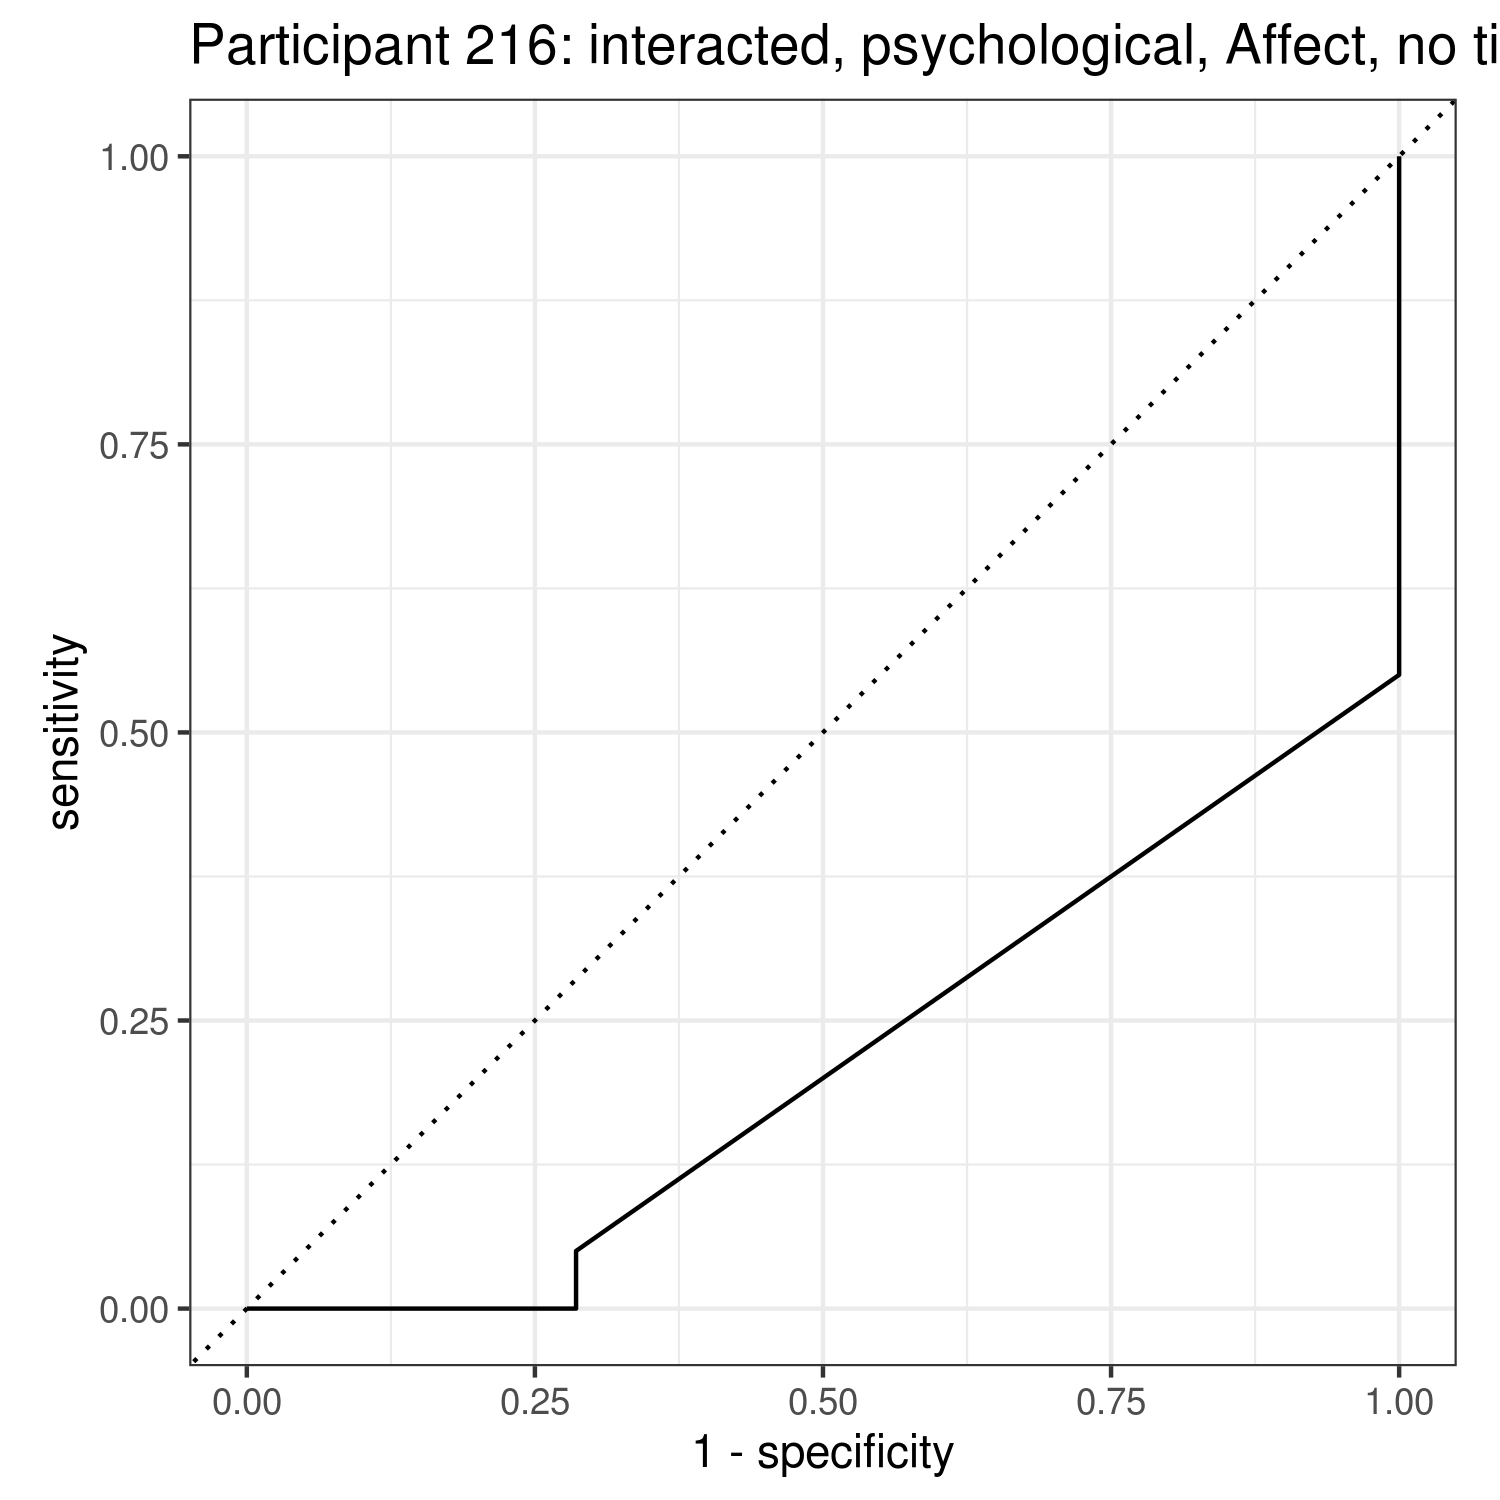 Participant 216: interacted, psychological, Affect, no ti
1.00
0.75
0.50
0.25
0.00
sensitivity
0.00 0.25 0.50 0.75 1.00
1 - specificity